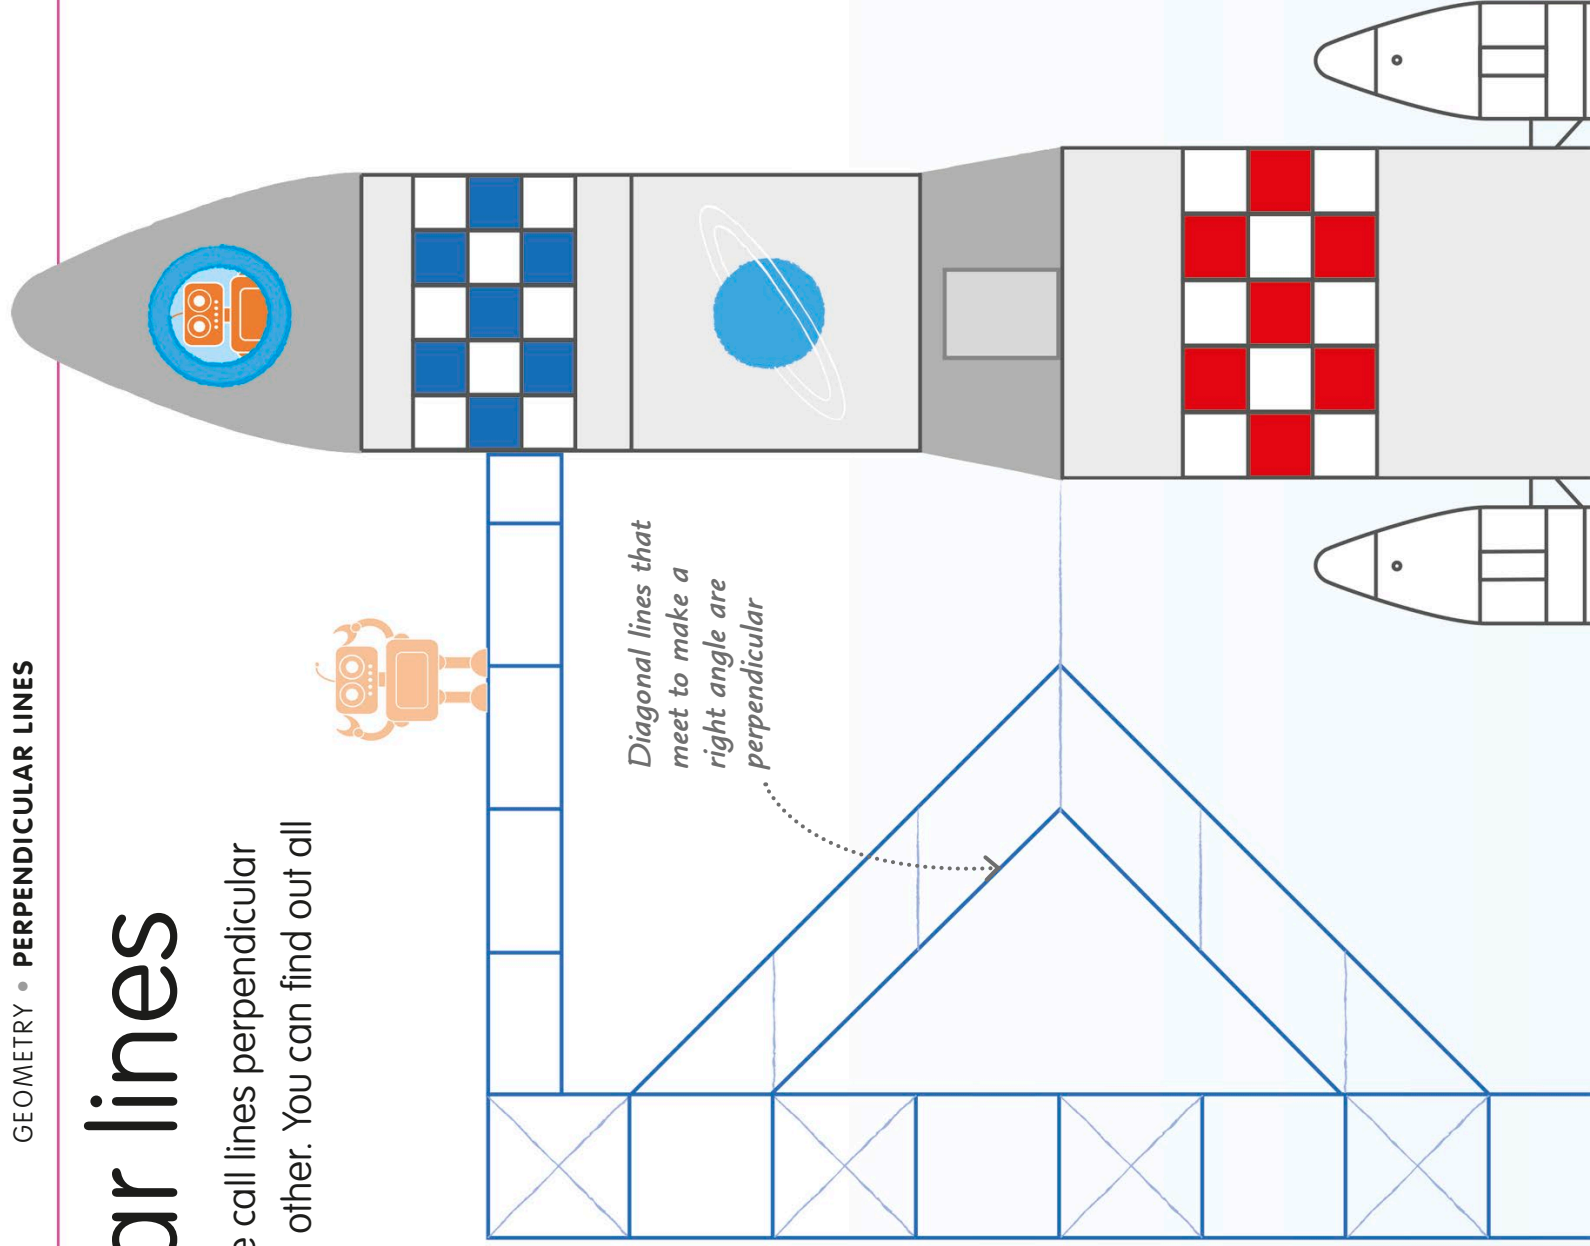 GEOMETRY • PERPENDICULAR LINES
lines
call lines perpendicular
other. You can find out all
Diagonal lines that
meet to make a
right angle are
perpendicular